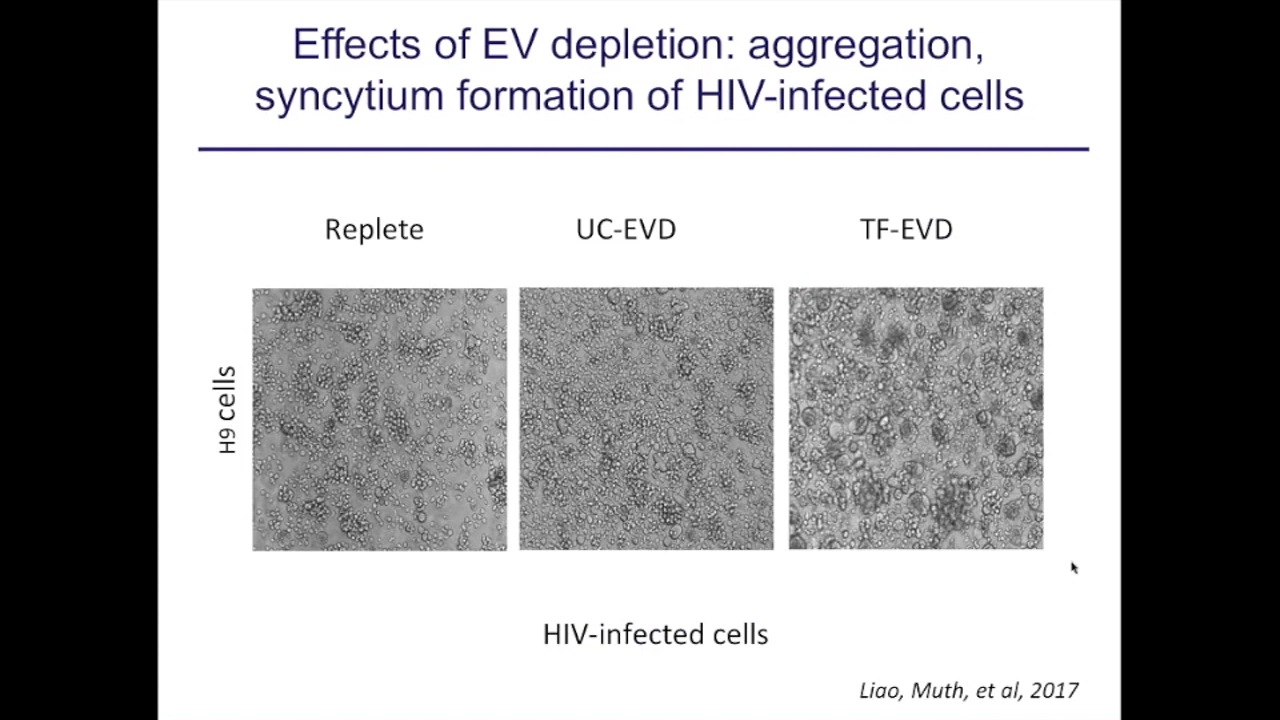 Effects of EV depletion: aggregation,
syncytium formation of HIV-infected cells
Replete
UC-EVD
TF-EVD
H9 cells
HIV-infected cells
Liao, Muth, et al, 2017